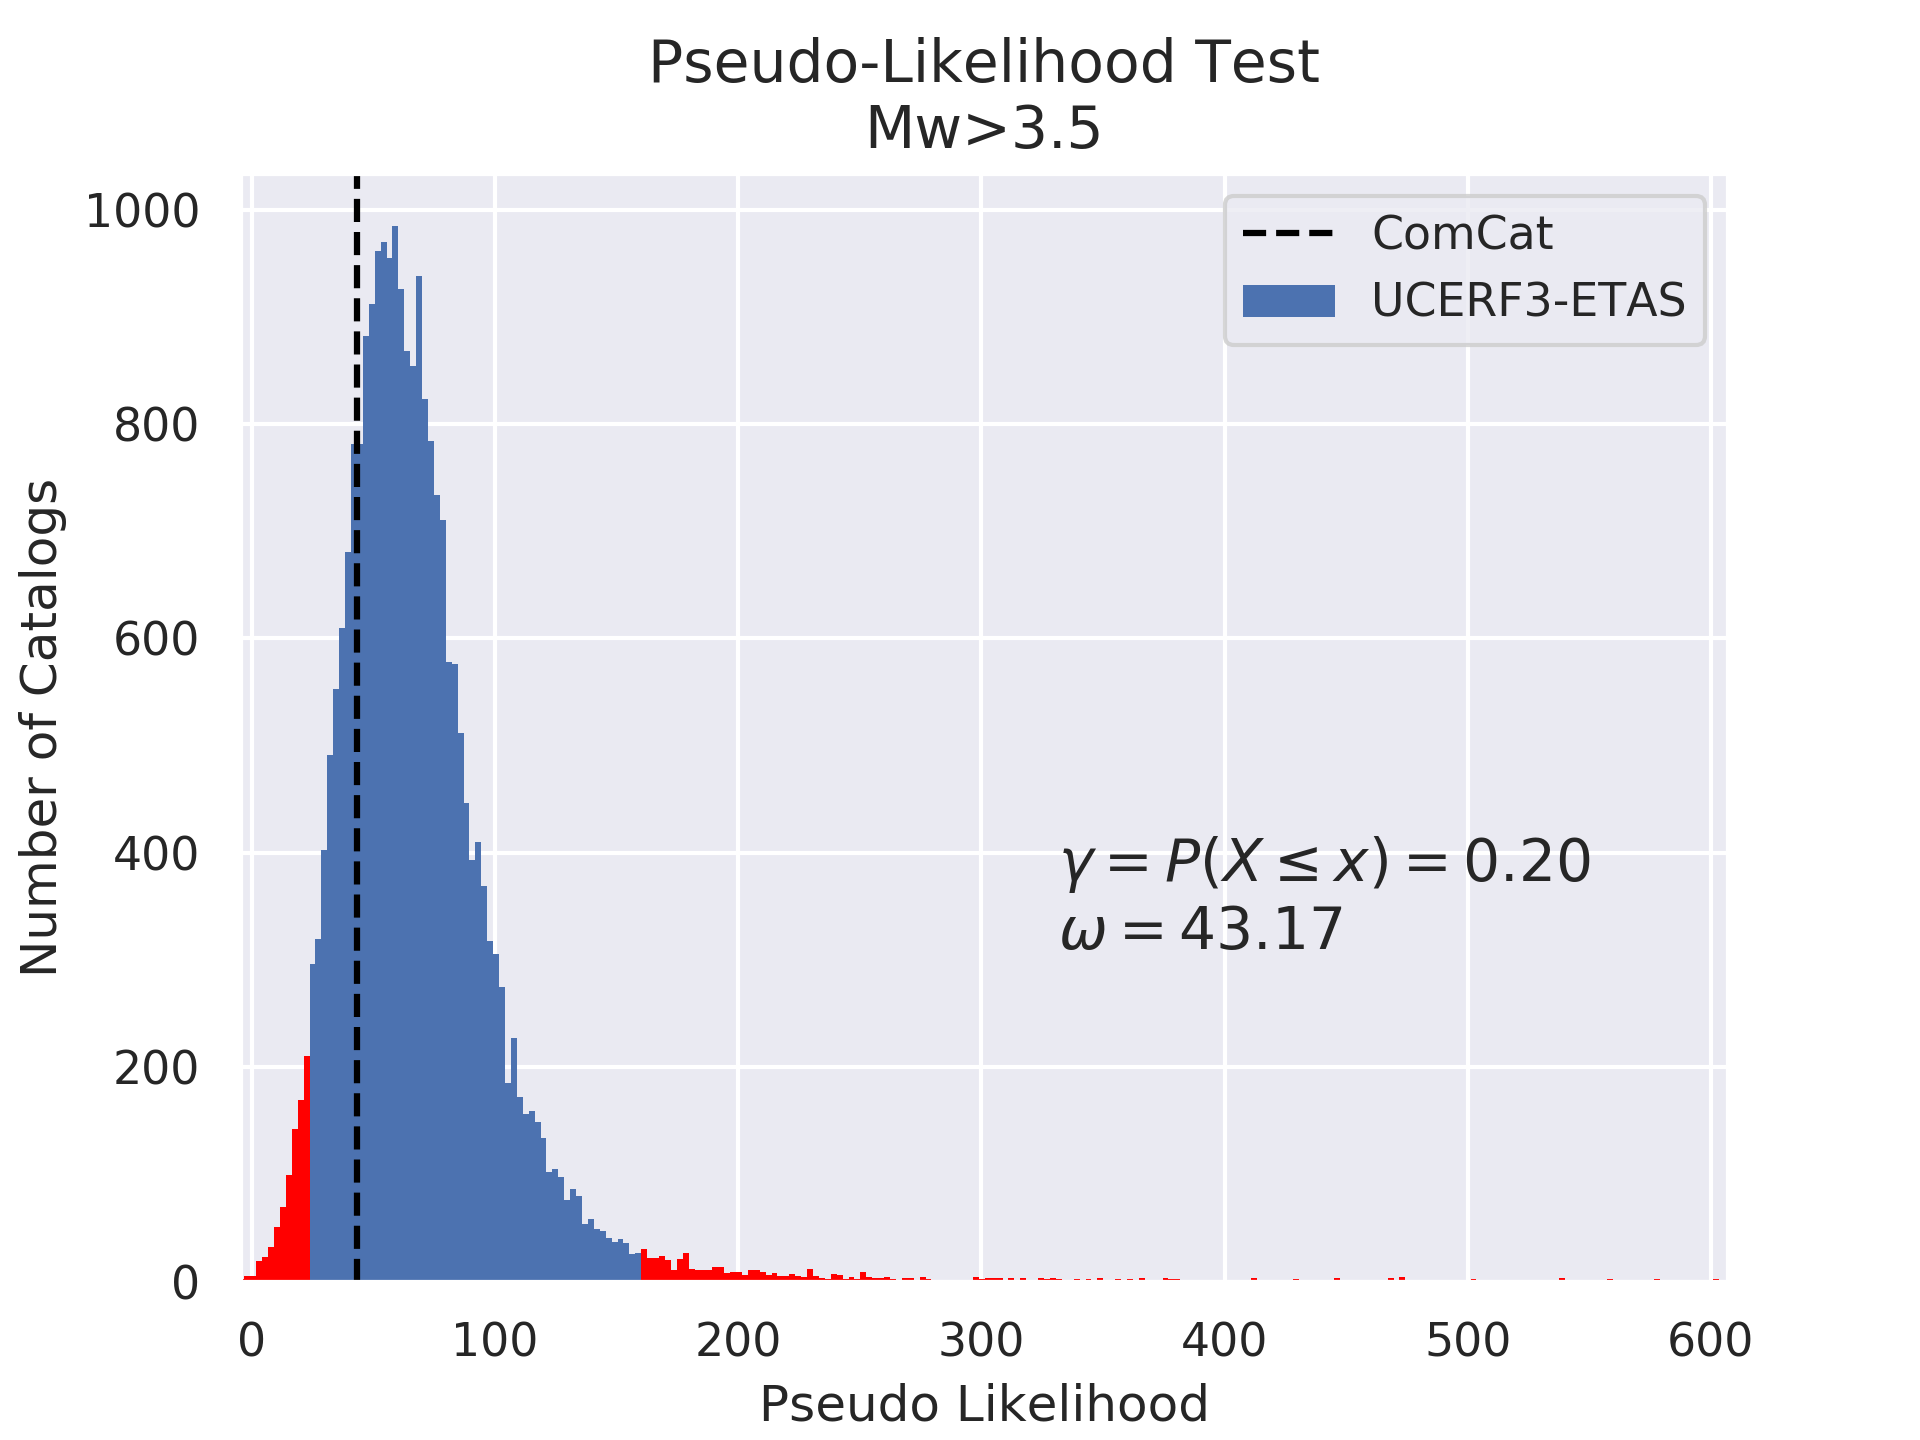 Pseudo-Likelihood Test
Mw>3.5
1000
800
600
400
200
0
Number of Catalogs
ComCat
UCERF3-ETAS
γ = P(X ≤ x) = 0.20
ω = 43.17
0 100 200 300 400 500 600
Pseudo Likelihood